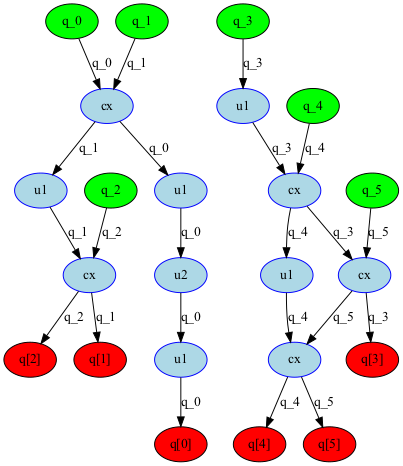 q_0 q_1 q_3
q_0 q_1 q_3
cx u1 q_4
q_1 q_0 q_3 q_4
u1 q_2 u1 cx q_5
q_1 q_2 q_0 q_4 q_3 q_5
cx u2 u1 cx
q_2 q_1 q_0 q_4 q_5 q_3
q[2] q[1] u1 cx q[3]
q_0 q_4 q_5
q[0] q[4] q[5]